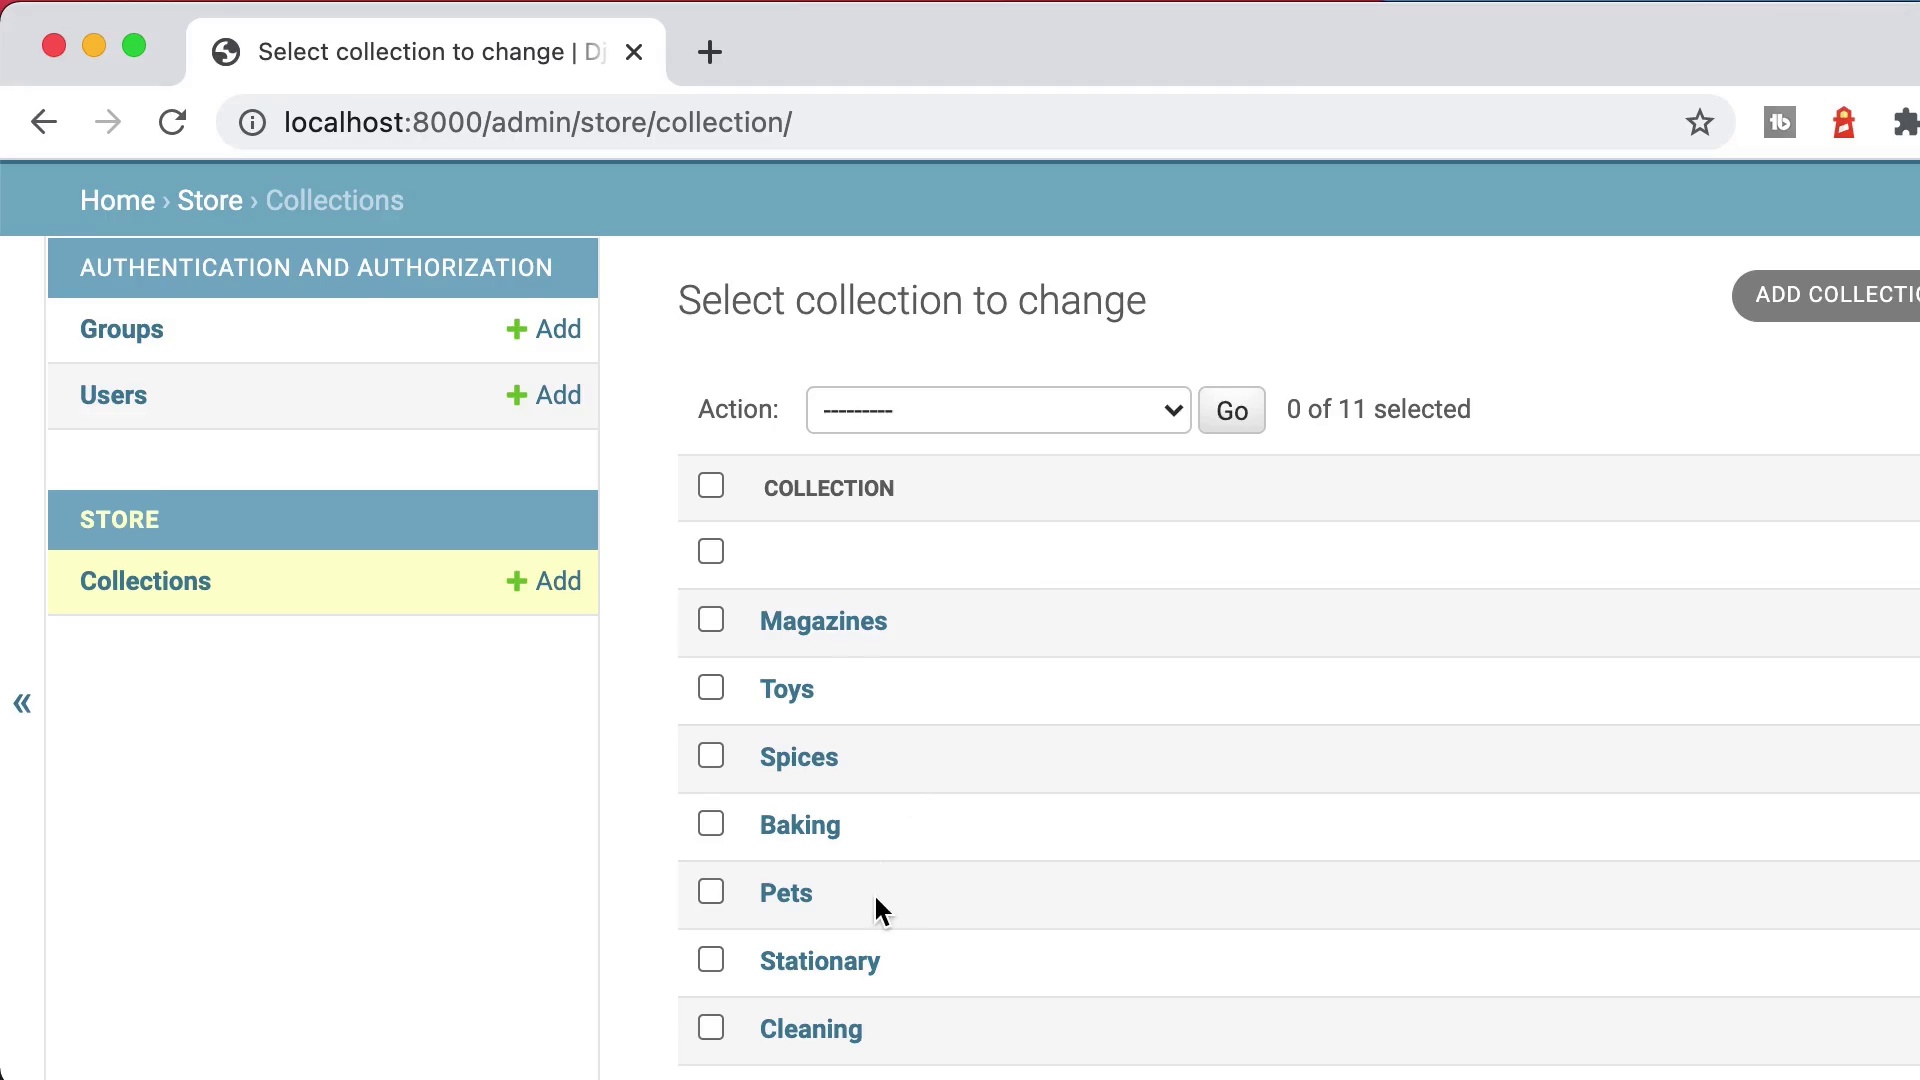 Select collection to change | Dj
localhost:8000/admin/store/collection/
Home › Store › Collections
AUTHENTICATION AND AUTHORIZATION
Groups
+ Add
Users
+ Add
STORE
Collections
+ Add
«
Select collection to change
ADD COLLECTIO
Action:
---------
Go
0 of 11 selected
COLLECTION
Magazines
Toys
Spices
Baking
Pets
Stationary
Cleaning